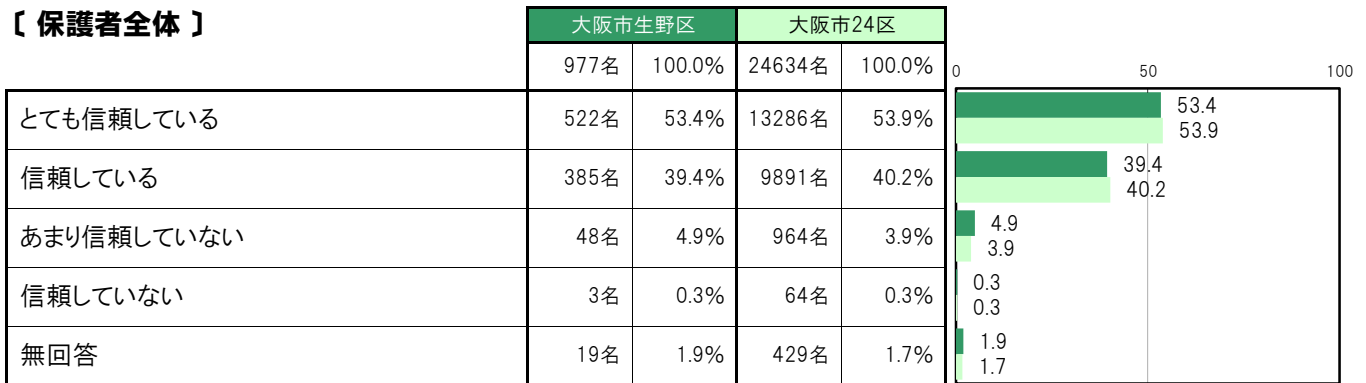 〔 保護者全体 〕
大阪市生野区 大阪市24区
977名 100.0% 24634名 100.0%
0 50 100
とても信頼している 522名 53.4% 13286名 53.9%
53.4
53.9
信頼している 385名 39.4% 9891名 40.2%
39.4
40.2
あまり信頼していない 48名 4.9% 964名 3.9%
4.9
3.9
信頼していない 3名 0.3% 64名 0.3%
0.3
0.3
無回答 19名 1.9% 429名 1.7%
1.9
1.7